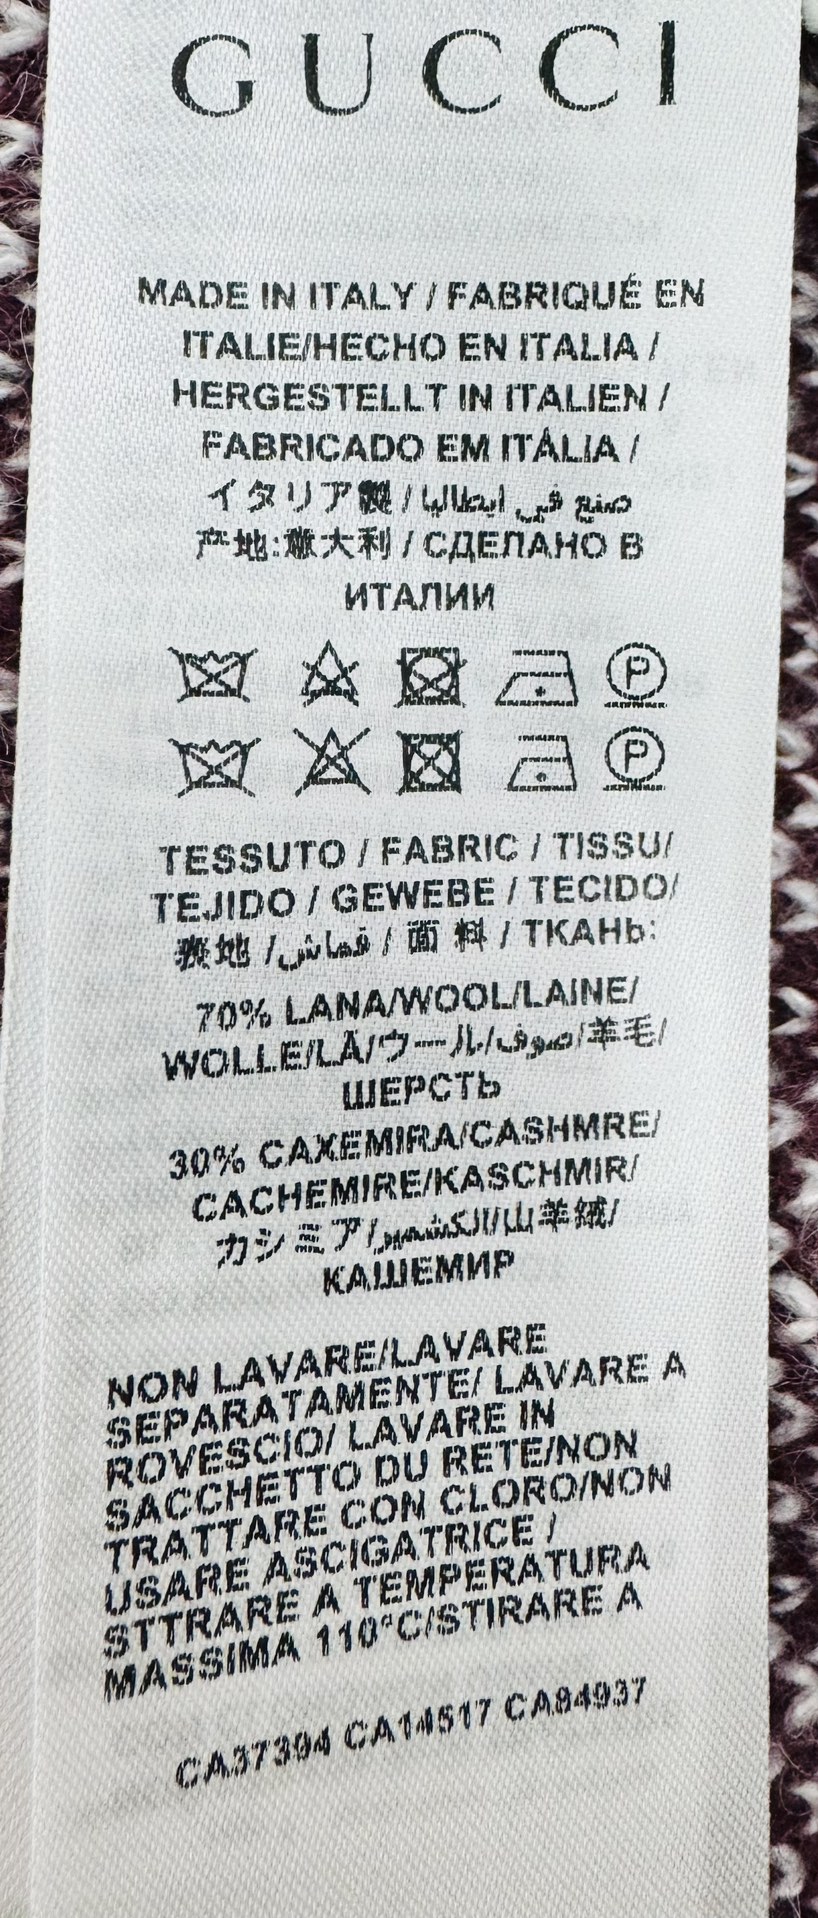 GUCCI
MADE IN ITALY / FABRIQUÉ EN
ITALIE/HECHO EN ITALIA /
HERGESTELLT IN ITALIEN /
FABRICADO EM ITÁLIA /
イタリア製 / صنع في إيطاليا
产地:意大利 / СДЕЛАНО В
ИТАЛИИ
P
P
TESSUTO / FABRIC / TISSU/
TEJIDO / GEWEBE / TECIDO/
表地 / قماش / 面 料 / ТКАНЬ:
70% LANA/WOOL/LAINE/
WOLLE/LÃ/ウール/صوف/羊毛/
ШЕРСТЬ
30% CAXEMIRA/CASHMRE/
CACHEMIRE/KASCHMIR/
カシミア/الكشمير/山羊绒/
КАШЕМИР
NON LAVARE/LAVARE
SEPARATAMENTE/ LAVARE A
ROVESCIO/ LAVARE IN
SACCHETTO DU RETE/NON
TRATTARE CON CLORO/NON
USARE ASCIGATRICE /
STTRARE A TEMPERATURA
MASSIMA 110°C/STIRARE A
CA37394 CA14517 CA94937